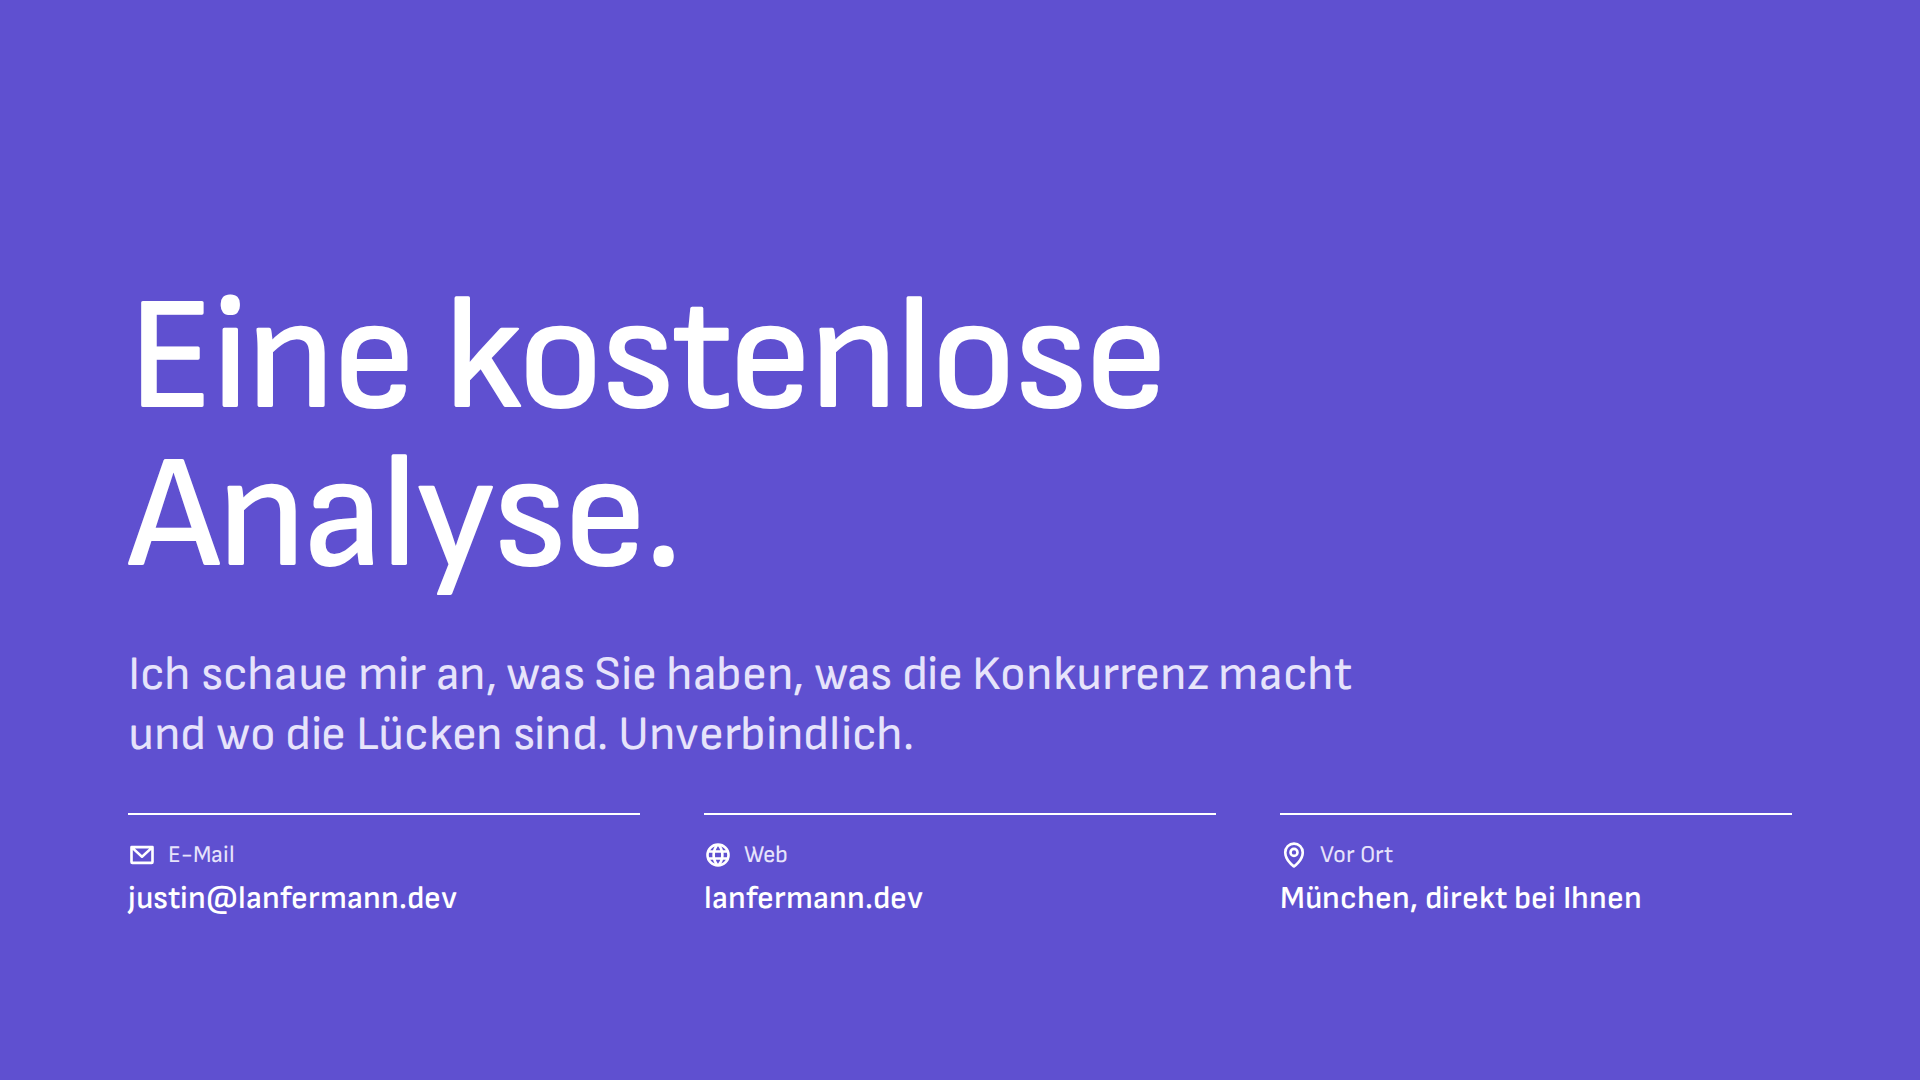 Eine kostenlose
Analyse.
Ich schaue mir an, was Sie haben, was die Konkurrenz macht
und wo die Lücken sind. Unverbindlich.
E-Mail
justin@lanfermann.dev
Web
lanfermann.dev
Vor Ort
München, direkt bei Ihnen